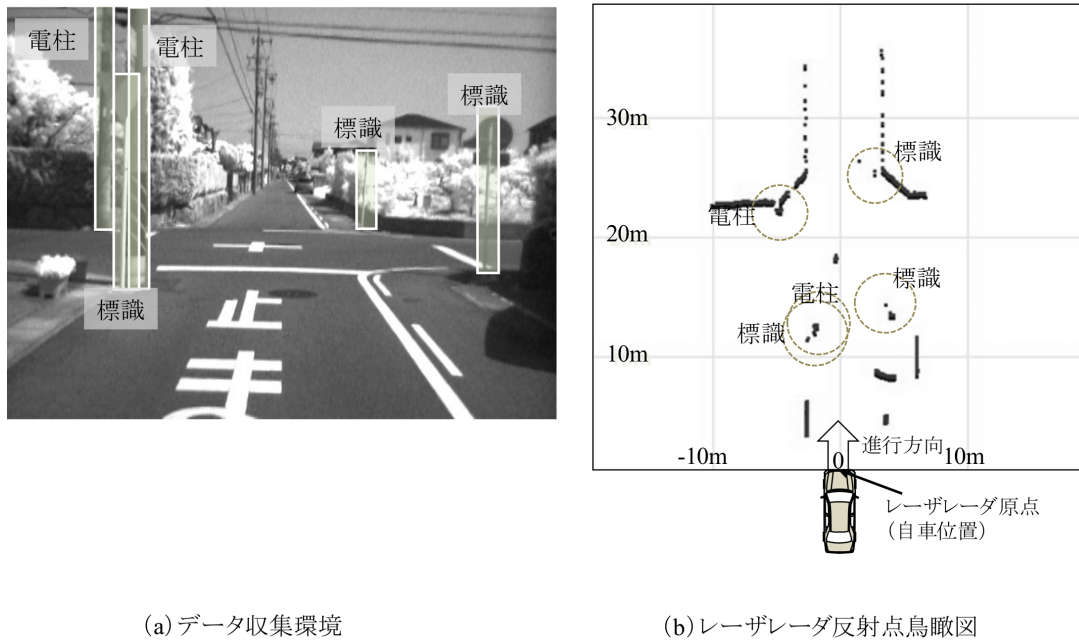 電柱
電柱
標識
標識
標識
止
30m
標識
電柱
20m
標識
電柱
標識
10m
進行方向
-10m
0
10m
レーザレーダ原点
（自車位置）
（a）データ収集環境
（b）レーザレーダ反射点鳥瞰図